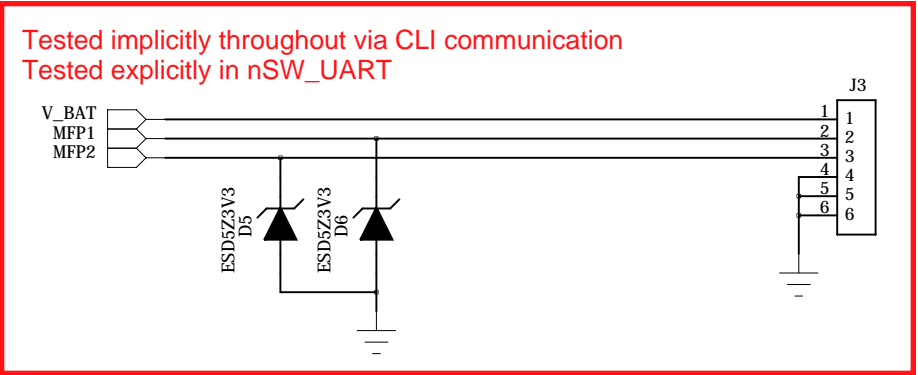 Tested implicitly throughout via CLI communication
Tested explicitly in nSW_UART
J3
V_BAT 1 1
MFP1 2 2
MFP2 3 3
4 4
5 5
6 6
ESD5Z3V3
D5
ESD5Z3V3
D6